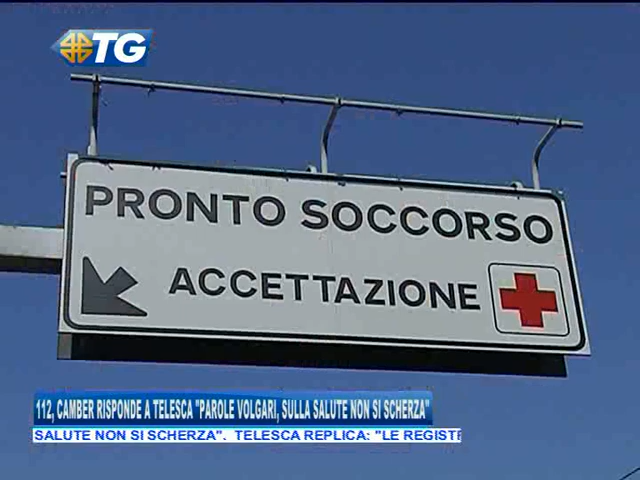 TG
PRONTO SOCCORSO
ACCETTAZIONE
112, CAMBER RISPONDE A TELESCA "PAROLE VOLGARI, SULLA SALUTE NON SI SCHERZA"
SALUTE NON SI SCHERZA". TELESCA REPLICA: "LE REGISTR